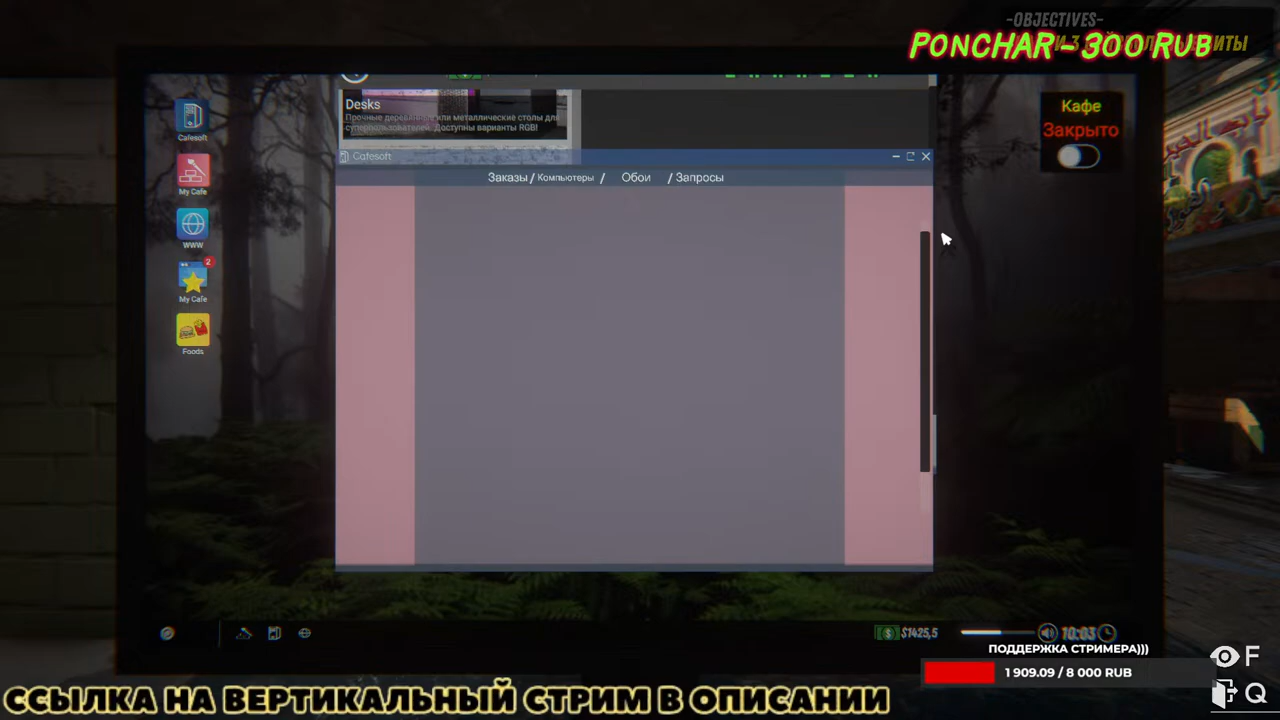 -OBJECTIVES-
PONCHAR - 300 RUB
Desks
Прочные деревянные или металлические столы для
суперпользователей. Доступны варианты RGB!
Cafesoft
Заказы / Компьютеры / Обои / Запросы
Кафе
Закрыто
Cafesoft
My Cafe
WWW
2
My Cafe
Foods
$1425,5
10:03
ПОДДЕРЖКА СТРИМЕРА)))
1 909.09 / 8 000 RUB
F
Q
ССЫЛКА НА ВЕРТИКАЛЬНЫЙ СТРИМ В ОПИСАНИИ